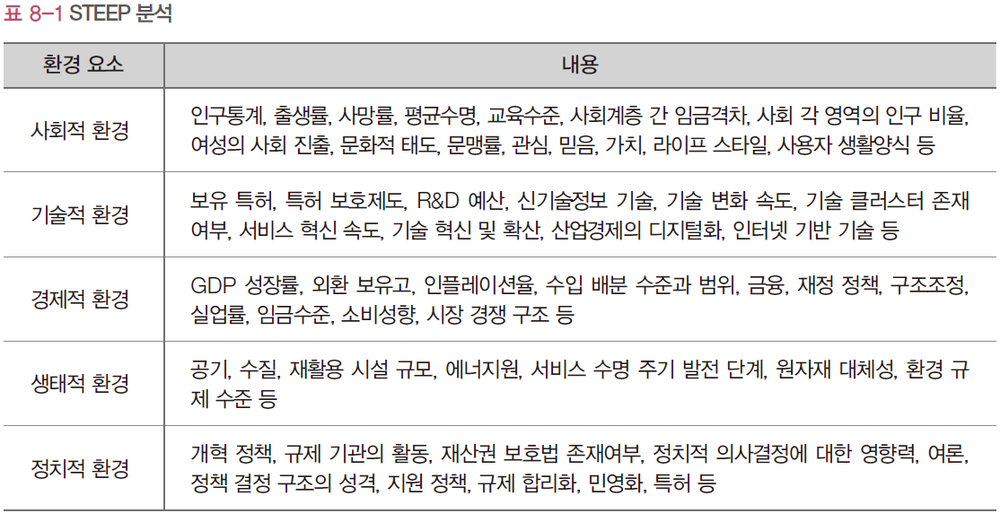 표 8-1 STEEP 분석
환경 요소 내용
사회적 환경
인구통계, 출생률, 사망률, 평균수명, 교육수준, 사회계층 간 임금격차, 사회 각 영역의 인구 비율,
여성의 사회 진출, 문화적 태도, 문맹률, 관심, 믿음, 가치, 라이프 스타일, 사용자 생활양식 등
기술적 환경
보유 특허, 특허 보호제도, R&D 예산, 신기술정보 기술, 기술 변화 속도, 기술 클러스터 존재
여부, 서비스 혁신 속도, 기술 혁신 및 확산, 산업경제의 디지털화, 인터넷 기반 기술 등
경제적 환경
GDP 성장률, 외환 보유고, 인플레이션율, 수입 배분 수준과 범위, 금융, 재정 정책, 구조조정,
실업률, 임금수준, 소비성향, 시장 경쟁 구조 등
생태적 환경
공기, 수질, 재활용 시설 규모, 에너지원, 서비스 수명 주기 발전 단계, 원자재 대체성, 환경 규
제 수준 등
정치적 환경
개혁 정책, 규제 기관의 활동, 재산권 보호법 존재여부, 정치적 의사결정에 대한 영향력, 여론,
정책 결정 구조의 성격, 지원 정책, 규제 합리화, 민영화, 특허 등